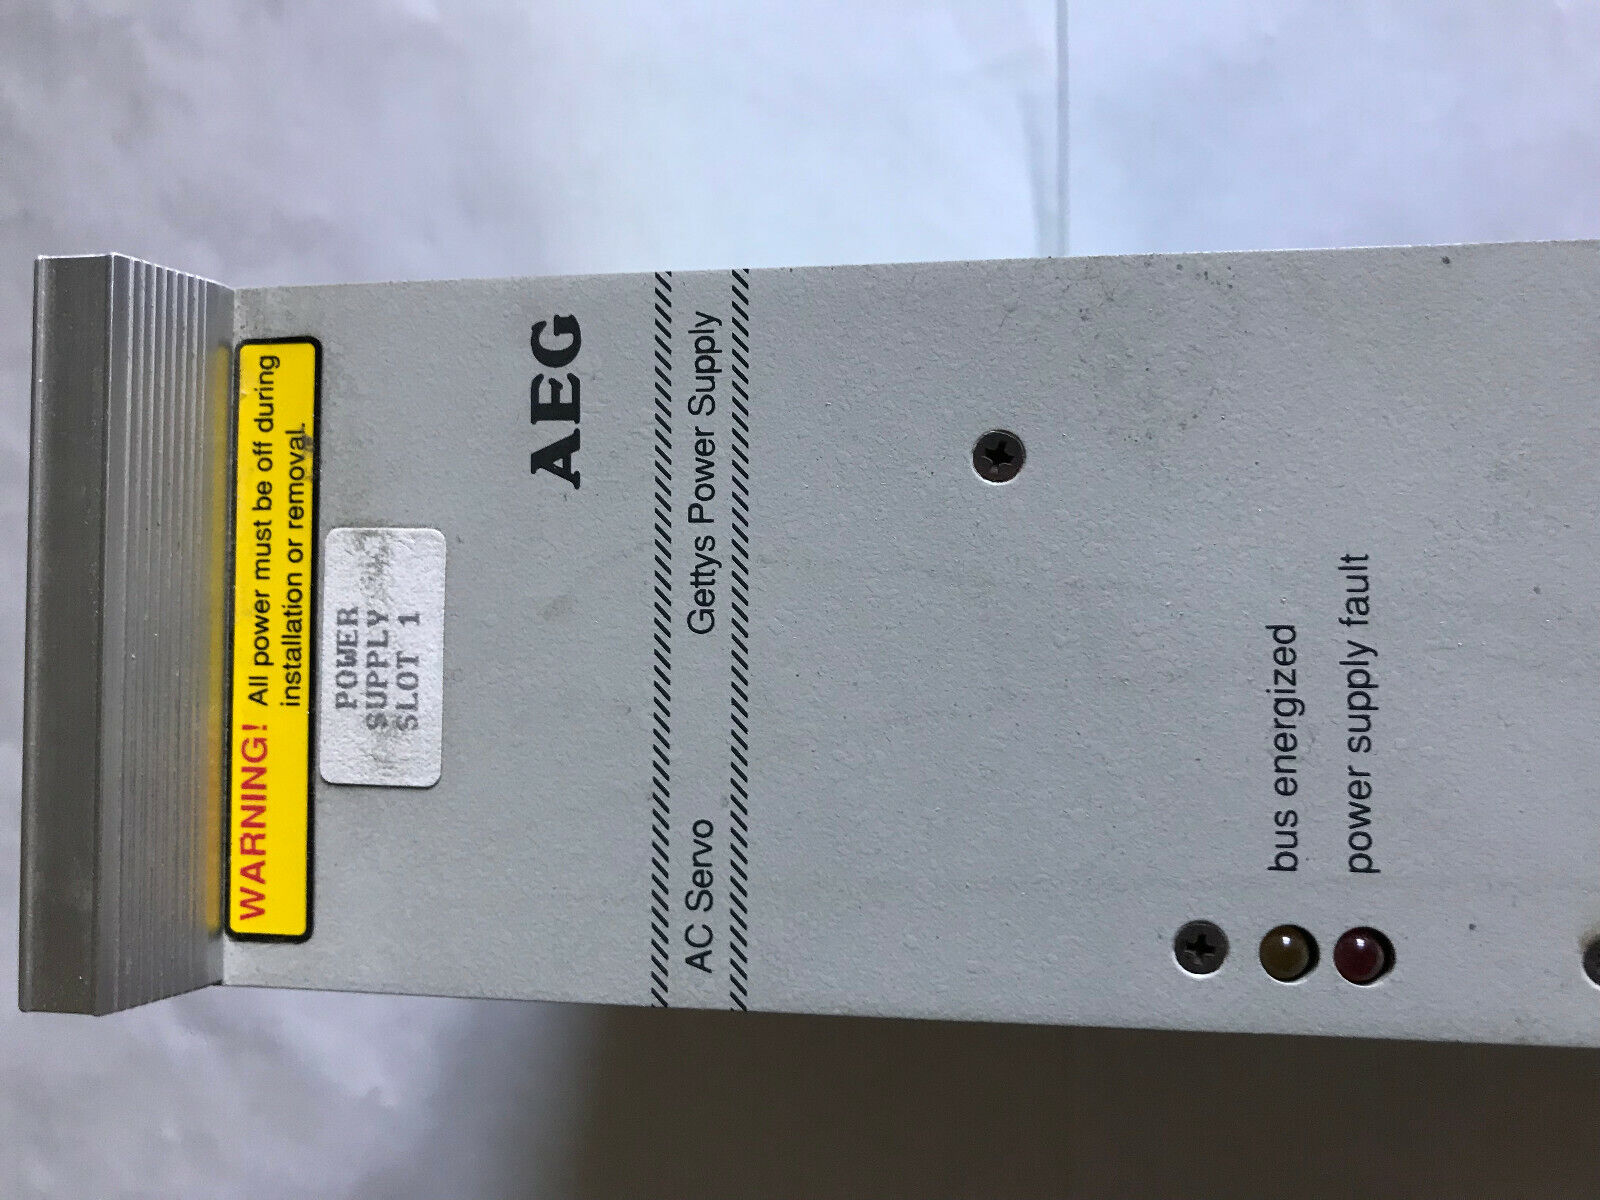 WARNING! All power must be off during
installation or removal.
POWER
SUPPLY
SLOT 1
AEG
AC Servo Gettys Power Supply
bus energized
power supply fault